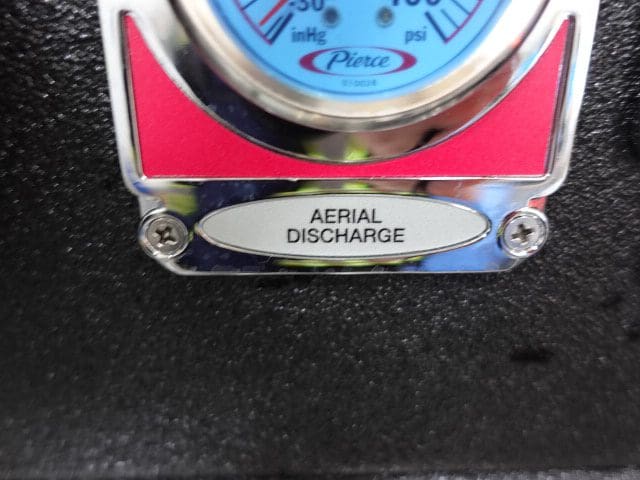 -30
inHg
psi
Pierce
AERIAL
DISCHARGE